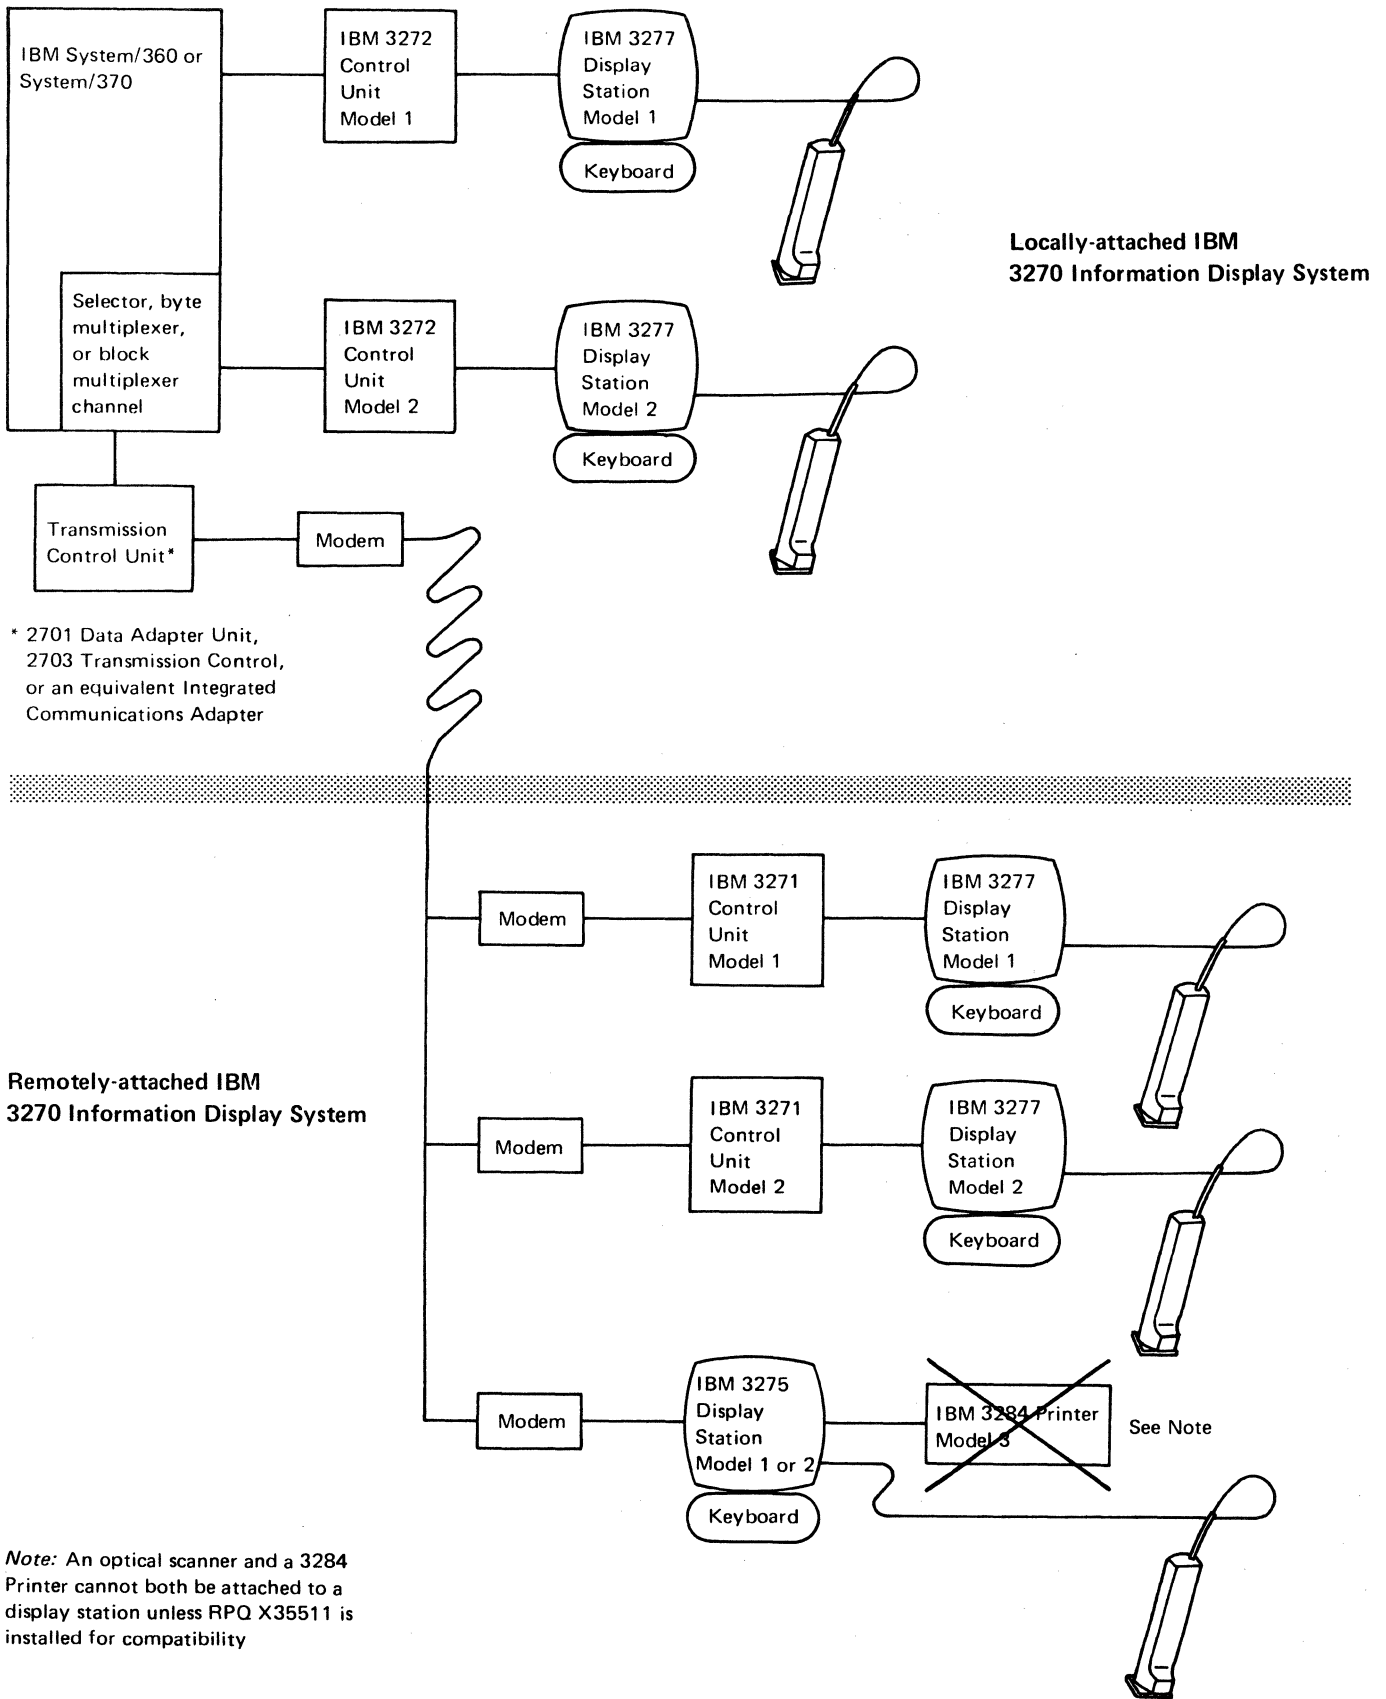 IBM System/360 or
System/370
IBM 3272
Control
Unit
Model 1
IBM 3277
Display
Station
Model 1
Keyboard
Locally-attached IBM
3270 Information Display System
Selector, byte
multiplexer,
or block
multiplexer
channel
IBM 3272
Control
Unit
Model 2
IBM 3277
Display
Station
Model 2
Keyboard
Transmission
Control Unit*
Modem
* 2701 Data Adapter Unit,
2703 Transmission Control,
or an equivalent Integrated
Communications Adapter
Modem
IBM 3271
Control
Unit
Model 1
IBM 3277
Display
Station
Model 1
Keyboard
Remotely-attached IBM
3270 Information Display System
Modem
IBM 3271
Control
Unit
Model 2
IBM 3277
Display
Station
Model 2
Keyboard
Modem
IBM 3275
Display
Station
Model 1 or 2
Keyboard
IBM 3284 Printer
Model 3
See Note
Note: An optical scanner and a 3284
Printer cannot both be attached to a
display station unless RPQ X35511 is
installed for compatibility